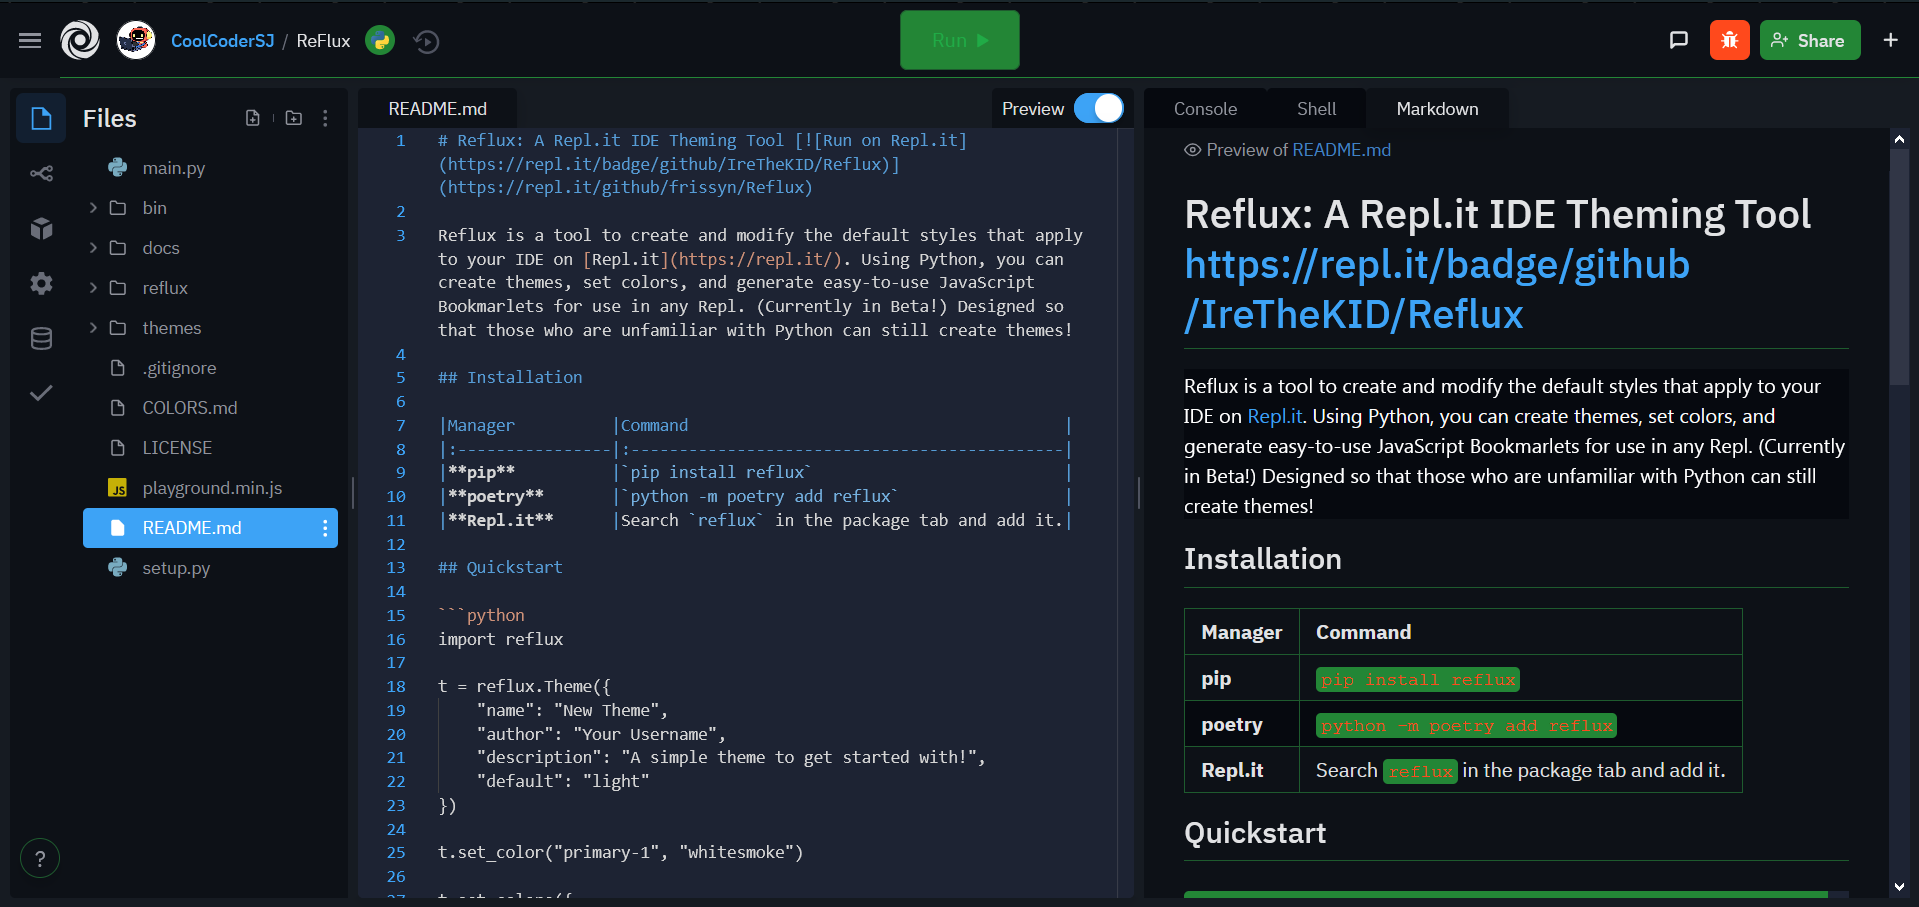 CoolCoderSJ / ReFlux
Run
Share
Files
main.py
bin
docs
reflux
themes
.gitignore
COLORS.md
LICENSE
JS playground.min.js
README.md
setup.py
?
README.md
Preview
1 # Reflux: A Repl.it IDE Theming Tool [![Run on Repl.it]
(https://repl.it/badge/github/IreTheKID/Reflux)]
(https://repl.it/github/frissyn/Reflux)
2
3 Reflux is a tool to create and modify the default styles that apply
to your IDE on [Repl.it](https://repl.it/). Using Python, you can
create themes, set colors, and generate easy-to-use JavaScript
Bookmarlets for use in any Repl. (Currently in Beta!) Designed so
that those who are unfamiliar with Python can still create themes!
4
5 ## Installation
6
7 |Manager |Command |
8 |:----------------|:---------------------------------------------|
9 |**pip** |`pip install reflux` |
10 |**poetry** |`python -m poetry add reflux` |
11 |**Repl.it** |Search `reflux` in the package tab and add it.|
12
13 ## Quickstart
14
15 ```python
16 import reflux
17
18 t = reflux.Theme({
19 "name": "New Theme",
20 "author": "Your Username",
21 "description": "A simple theme to get started with!",
22 "default": "light"
23 })
24
25 t.set_color("primary-1", "whitesmoke")
26
Console
Shell
Markdown
Preview of README.md
Reflux: A Repl.it IDE Theming Tool
https://repl.it/badge/github
/IreTheKID/Reflux
Reflux is a tool to create and modify the default styles that apply to your
IDE on Repl.it. Using Python, you can create themes, set colors, and
generate easy-to-use JavaScript Bookmarlets for use in any Repl. (Currently
in Beta!) Designed so that those who are unfamiliar with Python can still
create themes!
Installation
Manager Command
pip pip install reflux
poetry python -m poetry add reflux
Repl.it Search reflux in the package tab and add it.
Quickstart